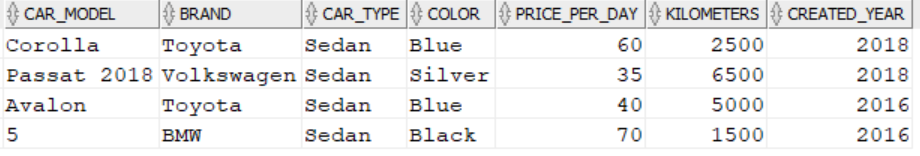 CAR_MODEL BRAND CAR_TYPE COLOR PRICE_PER_DAY KILOMETERS CREATED_YEAR
Corolla Toyota Sedan Blue 60 2500 2018
Passat 2018 Volkswagen Sedan Silver 35 6500 2018
Avalon Toyota Sedan Blue 40 5000 2016
5 BMW Sedan Black 70 1500 2016